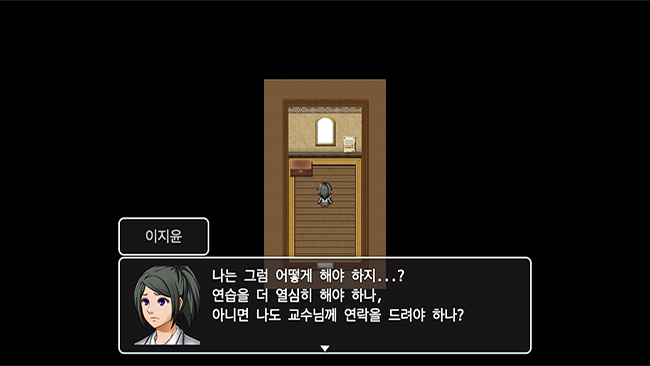 이지윤
나는 그럼 어떻게 해야 하지...?
연습을 더 열심히 해야 하나,
아니면 나도 교수님께 연락을 드려야 하나?